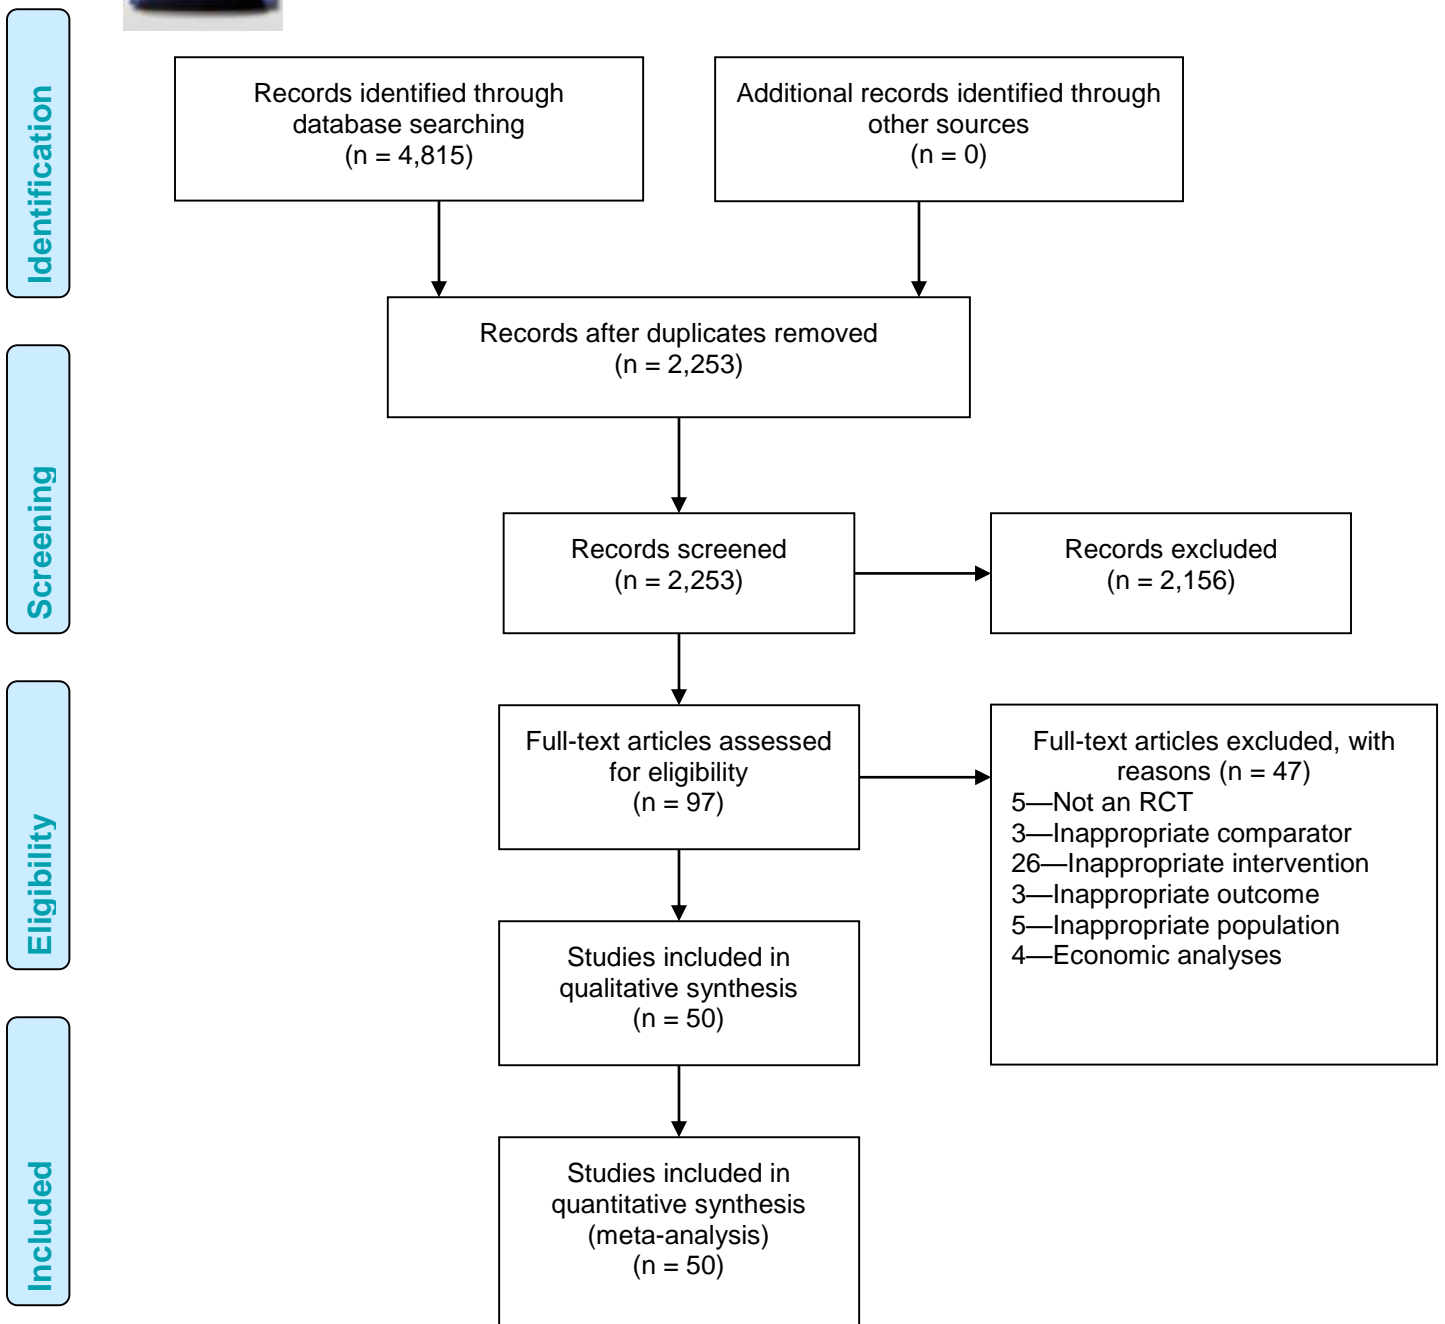 Identification
Records identified through
database searching
(n = 4,815)
Additional records identified through
other sources
(n = 0)
Records after duplicates removed
(n = 2,253)
Screening
Records screened
(n = 2,253)
Records excluded
(n = 2,156)
Eligibility
Full-text articles assessed
for eligibility
(n = 97)
Full-text articles excluded, with
reasons (n = 47)
5—Not an RCT
3—Inappropriate comparator
26—Inappropriate intervention
3—Inappropriate outcome
5—Inappropriate population
4—Economic analyses
Studies included in
qualitative synthesis
(n = 50)
Included
Studies included in
quantitative synthesis
(meta-analysis)
(n = 50)